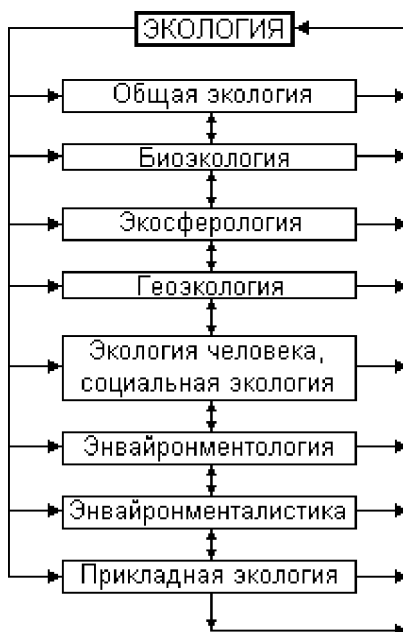 ЭКОЛОГИЯ
Общая экология
Биоэкология
Экосферология
Геоэкология
Экология человека,
социальная экология
Энвайронментология
Энвайронменталистика
Прикладная экология